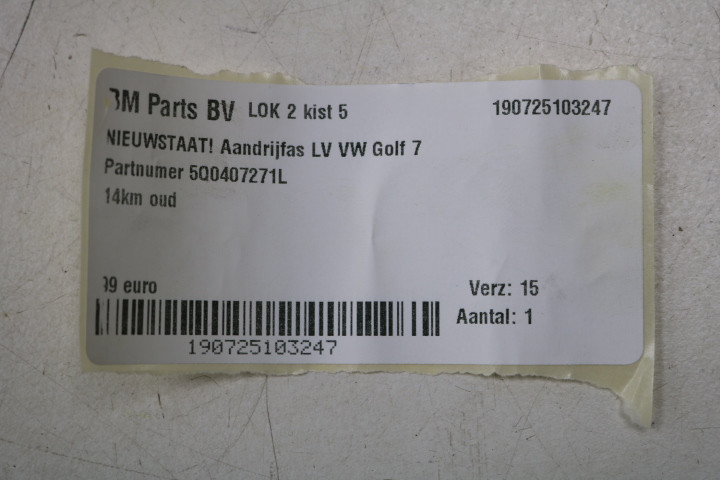 BM Parts BV LOK 2 kist 5 190725103247
NIEUWSTAAT! Aandrijfas LV VW Golf 7
Partnumer 5Q0407271L
14km oud
99 euro Verz: 15
Aantal: 1
190725103247